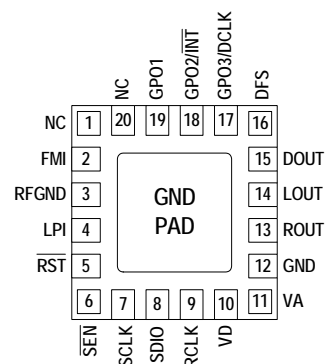 NC
GPO1
GPO2/INT
GPO3/DCLK
DFS
NC 1 20 19 18 17 16
FMI 2 15 DOUT
RFGND 3 GND 14 LOUT
LPI 4 PAD 13 ROUT
RST 5 12 GND
6 7 8 9 10 11 VA
SEN
SCLK
SDIO
RCLK
VD